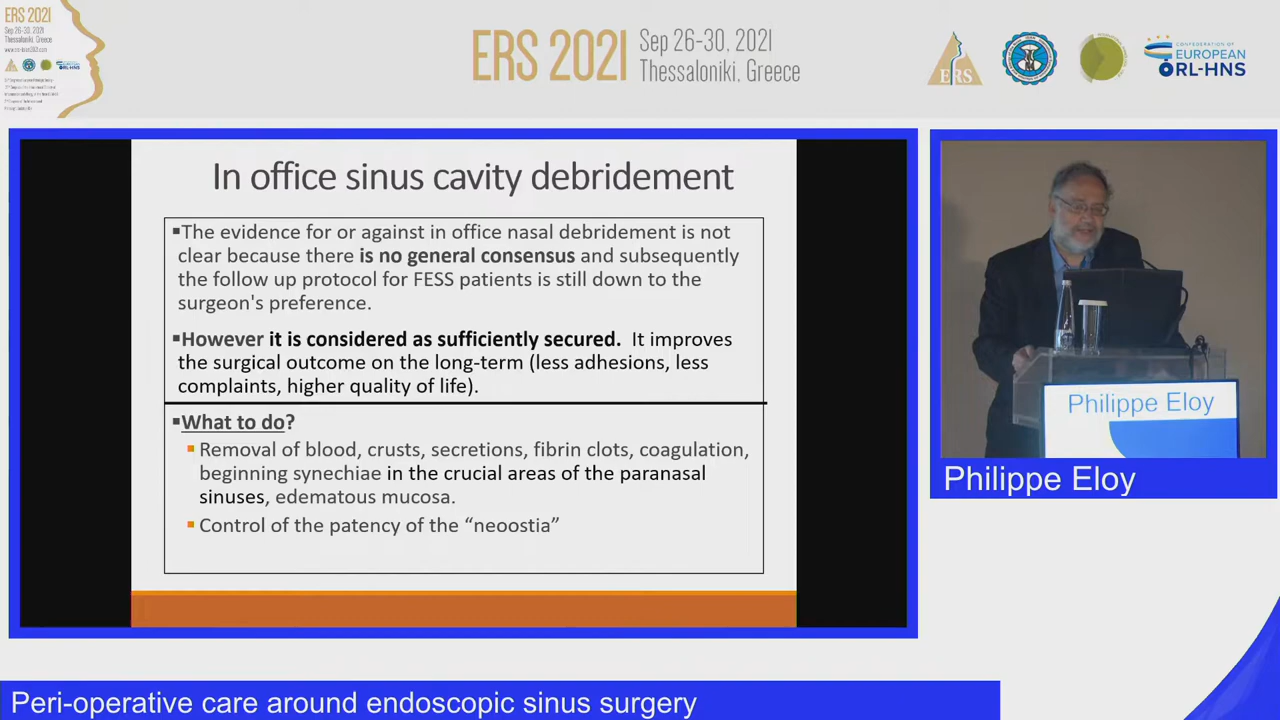 ERS 2021
Sep 26-30, 2021
Thessaloniki, Greece
ERS 2021
Sep 26-30, 2021
Thessaloniki, Greece
ERS
CONFEDERATION OF
EUROPEAN
ORL-HNS
In office sinus cavity debridement
▪The evidence for or against in office nasal debridement is not
clear because there is no general consensus and subsequently
the follow up protocol for FESS patients is still down to the
surgeon's preference.
▪However it is considered as sufficiently secured. It improves
the surgical outcome on the long-term (less adhesions, less
complaints, higher quality of life).
▪What to do?
▪Removal of blood, crusts, secretions, fibrin clots, coagulation,
beginning synechiae in the crucial areas of the paranasal
sinuses, edematous mucosa.
▪Control of the patency of the “neoostia”
Philippe Eloy
Philippe Eloy
Peri-operative care around endoscopic sinus surgery